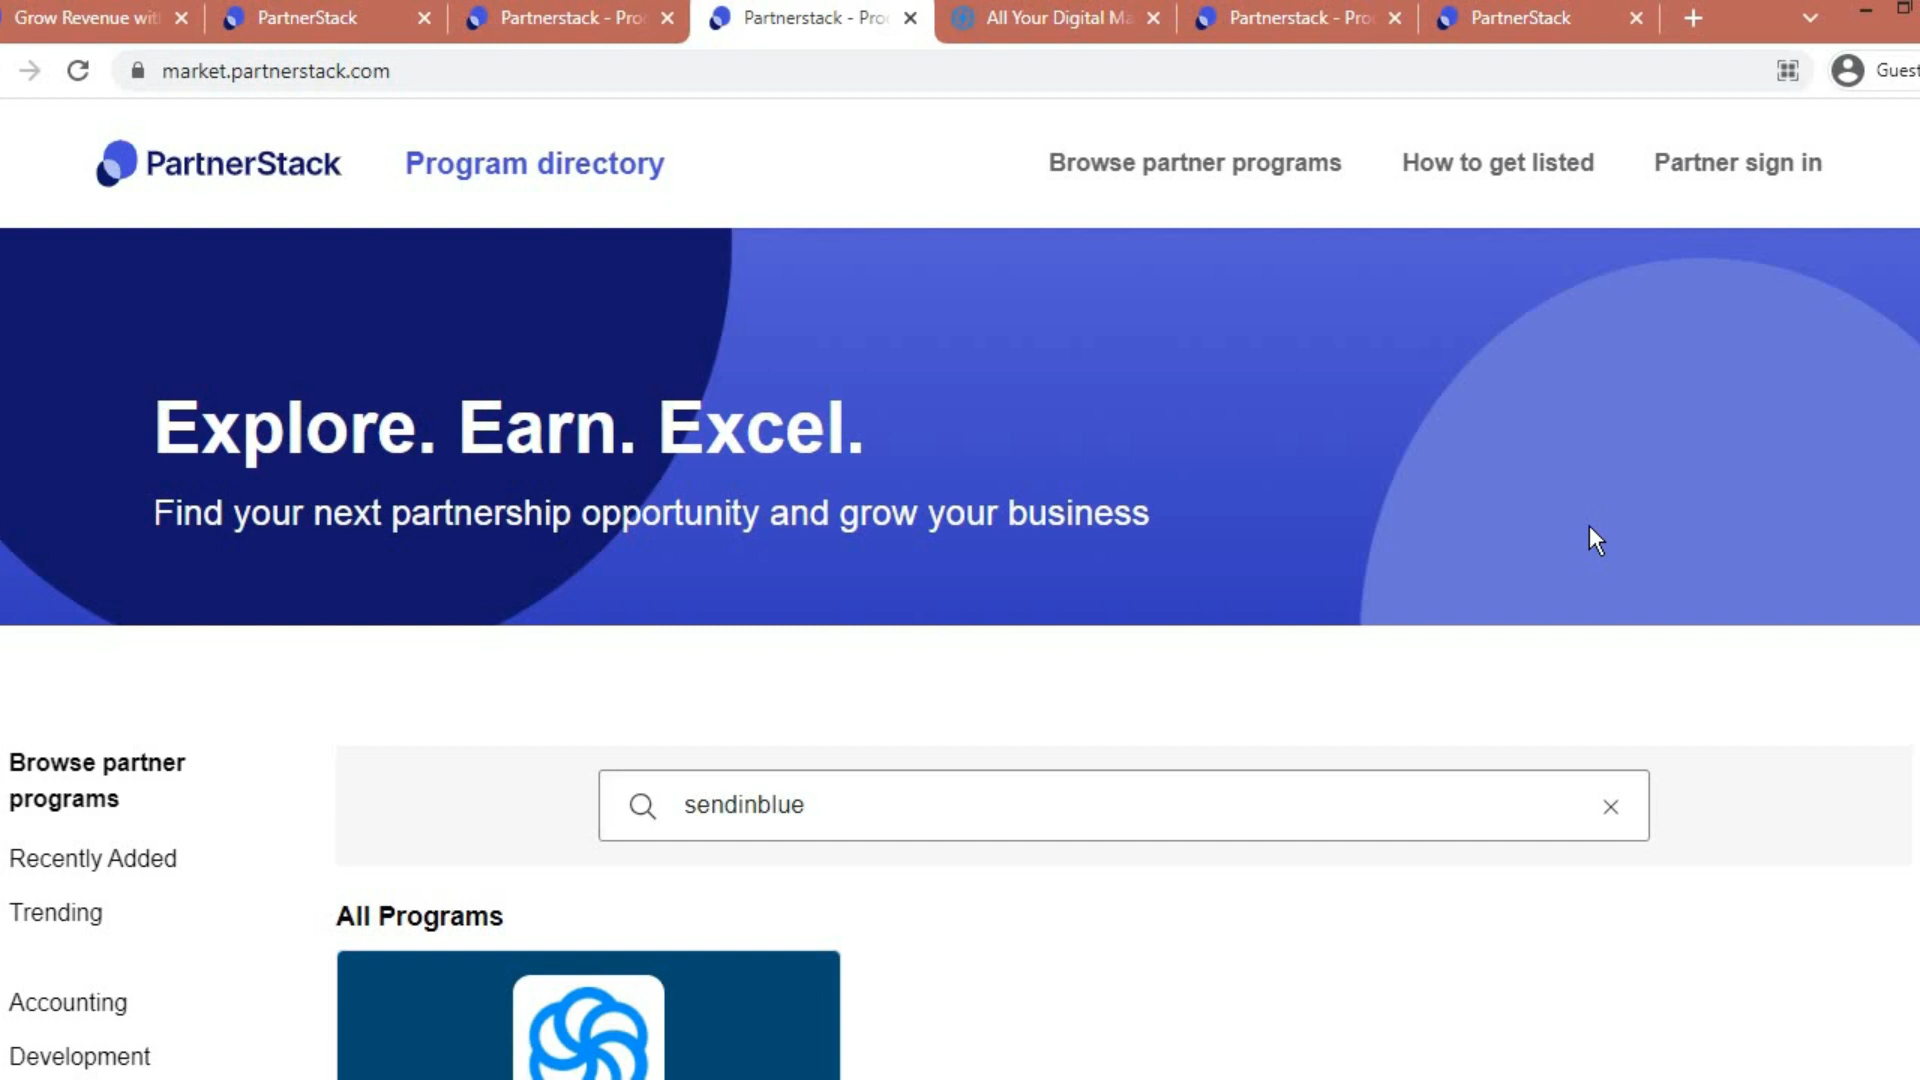 Grow Revenue wit
PartnerStack
Partnerstack - Pro
Partnerstack - Pro
All Your Digital Ma
Partnerstack - Pro
PartnerStack
market.partnerstack.com
Guest
PartnerStack
Program directory
Browse partner programs
How to get listed
Partner sign in
Explore. Earn. Excel.
Find your next partnership opportunity and grow your business
Browse partner
programs
Recently Added
Trending
Accounting
Development
sendinblue
All Programs